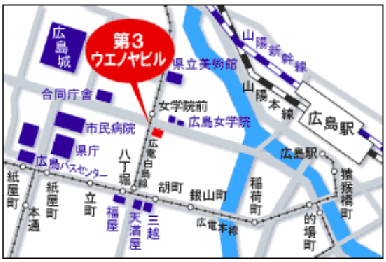 広島城
第3
ウエノヤビル
県立美術館
山陽新幹線
山陽本線
合同庁舎
女学院前
広島駅
市民病院
広島女学院
県庁
広電白島線
広島駅
広島バスセンター
八丁堀
胡町
銀山町
稲荷町
猿猴橋町
紙屋町
本通
紙屋町
立町
福屋
天満屋
三越
広電本線
的場町